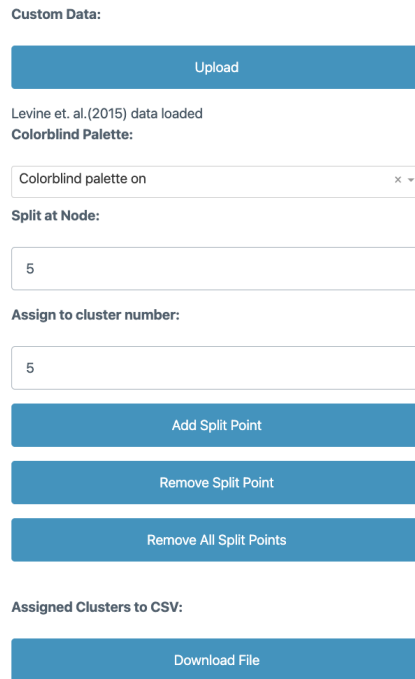 Custom Data:
Upload
Levine et. al.(2015) data loaded
Colorblind Palette:
Colorblind palette on ×
Split at Node:
5
Assign to cluster number:
5
Add Split Point
Remove Split Point
Remove All Split Points
Assigned Clusters to CSV:
Download File